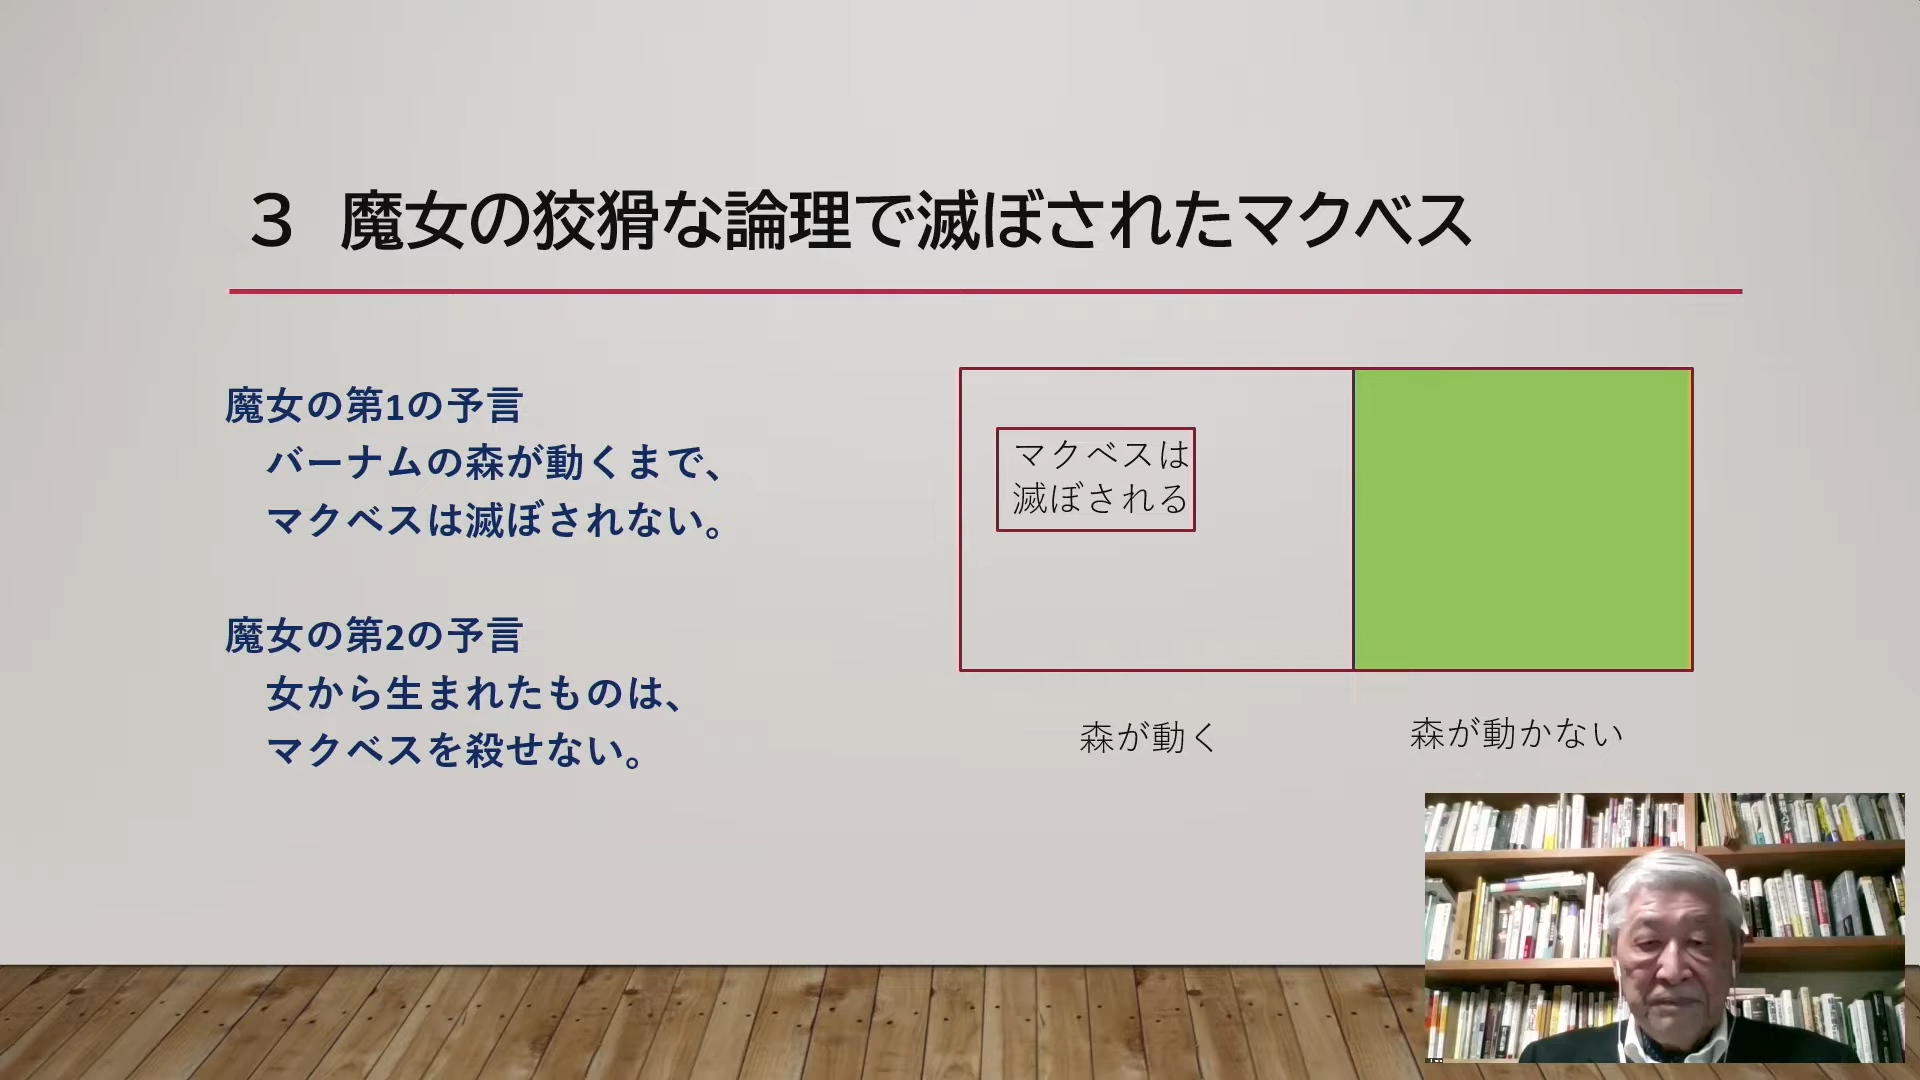 ３ 魔女の狡猾な論理で滅ぼされたマクベス
魔女の第1の予言
バーナムの森が動くまで、
マクベスは滅ぼされない。
魔女の第2の予言
女から生まれたものは、
マクベスを殺せない。
マクベスは
滅ぼされる
森が動く
森が動かない